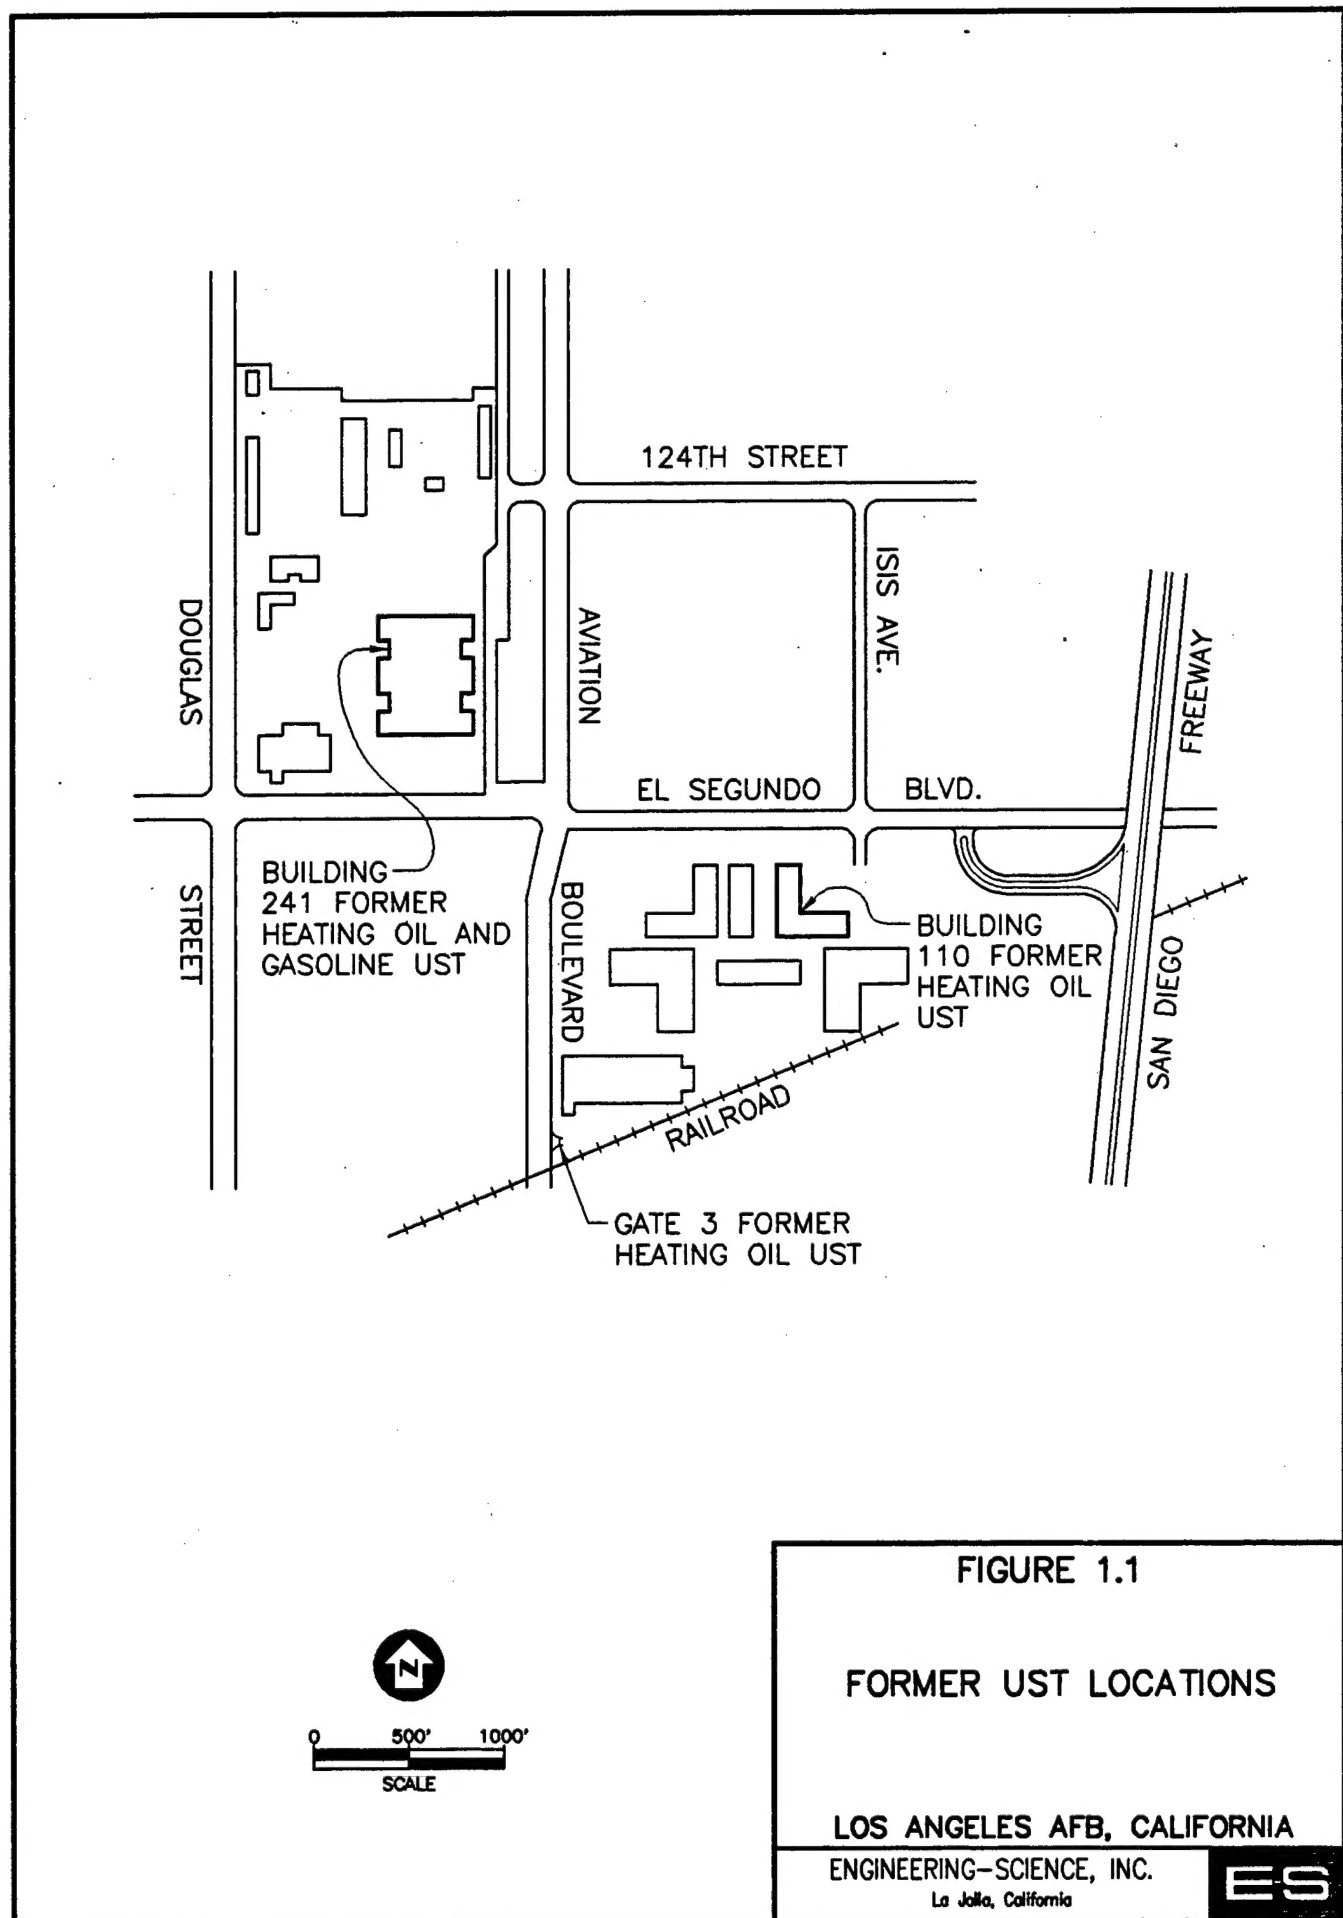 124TH STREET
ISIS AVE.
DOUGLAS
STREET
AVIATION
BOULEVARD
FREEWAY
SAN DIEGO
EL SEGUNDO BLVD.
BUILDING
241 FORMER
HEATING OIL AND
GASOLINE UST
BUILDING
110 FORMER
HEATING OIL
UST
RAILROAD
GATE 3 FORMER
HEATING OIL UST
N
0 500' 1000'
SCALE
FIGURE 1.1
FORMER UST LOCATIONS
LOS ANGELES AFB, CALIFORNIA
ENGINEERING-SCIENCE, INC.
La Jolla, California
ES